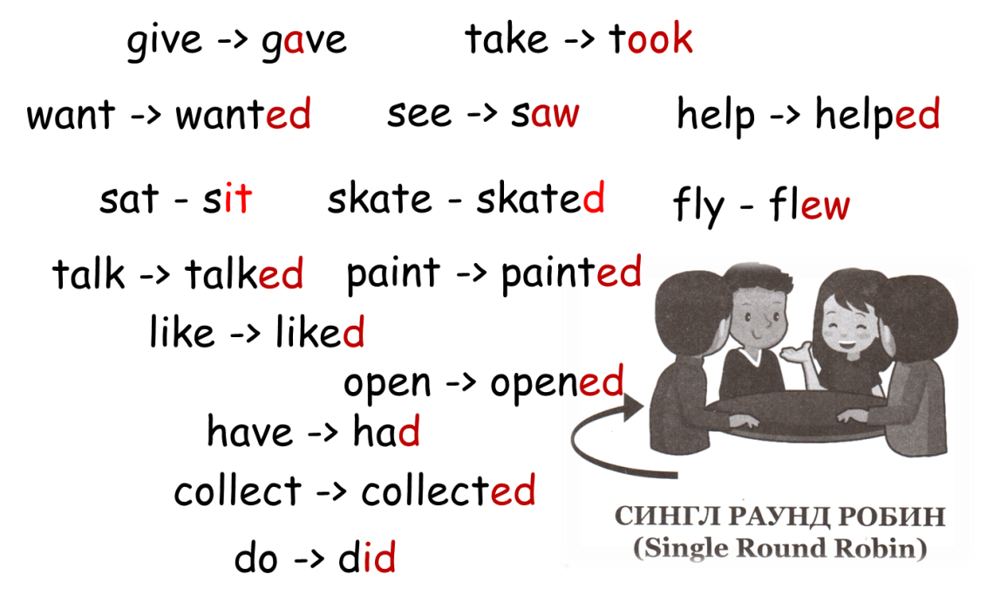 give -> gave take -> took
want -> wanted see -> saw help -> helped
sat - sit skate - skated fly - flew
talk -> talked paint -> painted
like -> liked
open -> opened
have -> had
collect -> collected
do -> did
СИНГЛ РАУНД РОБИН
(Single Round Robin)